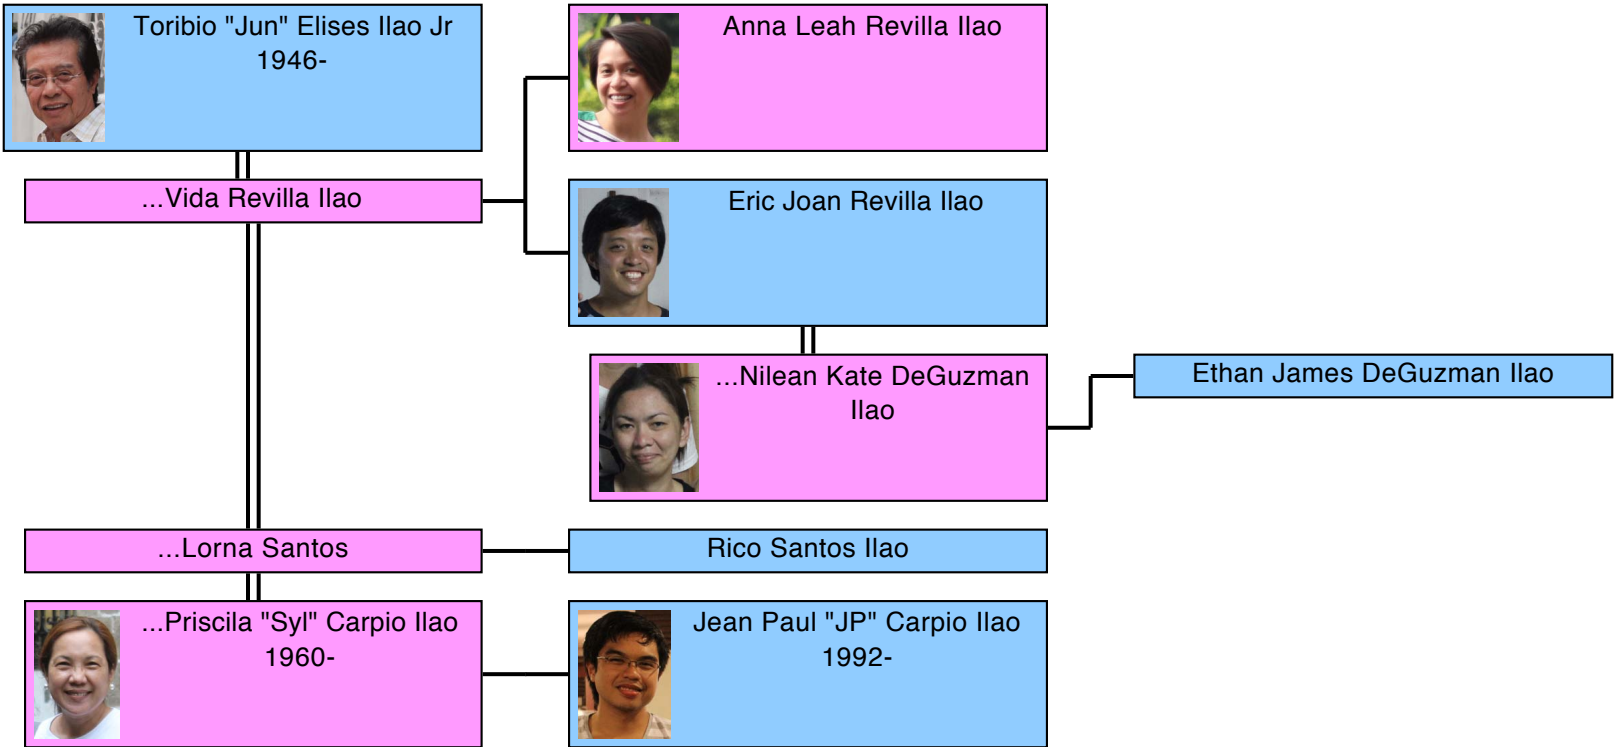 Toribio "Jun" Elises Ilao Jr
1946-
Anna Leah Revilla Ilao
...Vida Revilla Ilao
Eric Joan Revilla Ilao
...Nilean Kate DeGuzman
Ilao
Ethan James DeGuzman Ilao
...Lorna Santos
Rico Santos Ilao
...Priscila "Syl" Carpio Ilao
1960-
Jean Paul "JP" Carpio Ilao
1992-